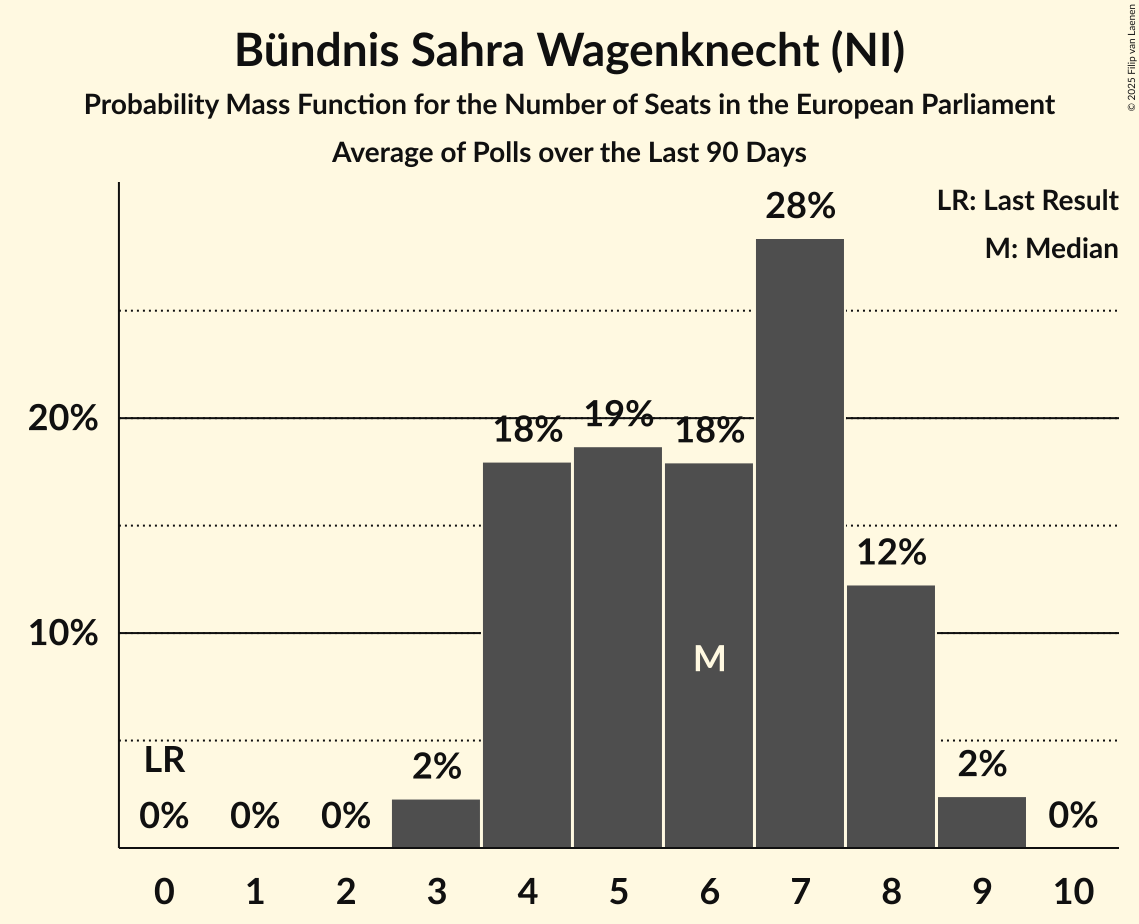 Bündnis Sahra Wagenknecht (NI)
Probability Mass Function for the Number of Seats in the European Parliament
Average of Polls over the Last 90 Days
© 2025 Filip van Laenen
LR: Last Result
M: Median
28%
20%
18%
19%
18%
12%
10%
M
LR
0%
0%
0%
2%
2%
0%
0 1 2 3 4 5 6 7 8 9 10